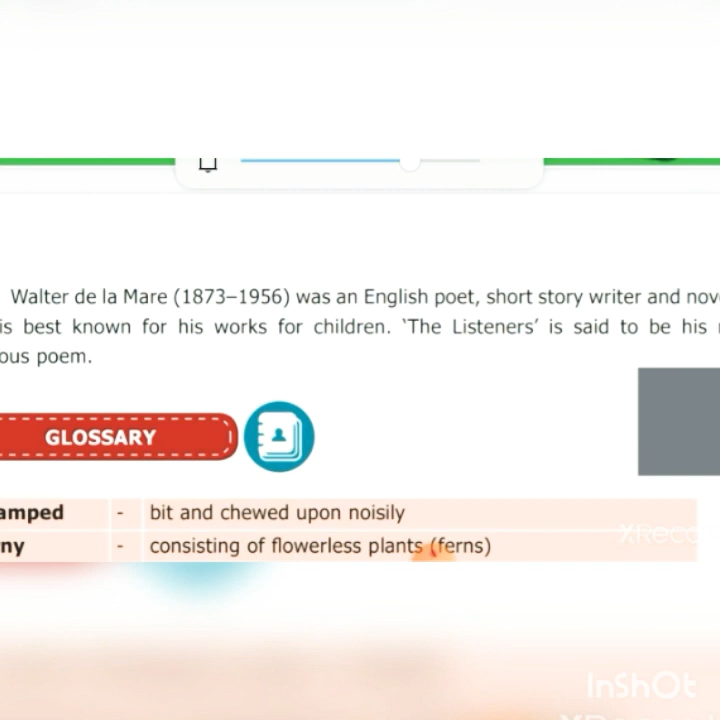 Walter de la Mare (1873–1956) was an English poet, short story writer and nov
is best known for his works for children. ‘The Listeners’ is said to be his
ous poem.
GLOSSARY
amped - bit and chewed upon noisily
ny - consisting of flowerless plants (ferns)
XReco
InShOt